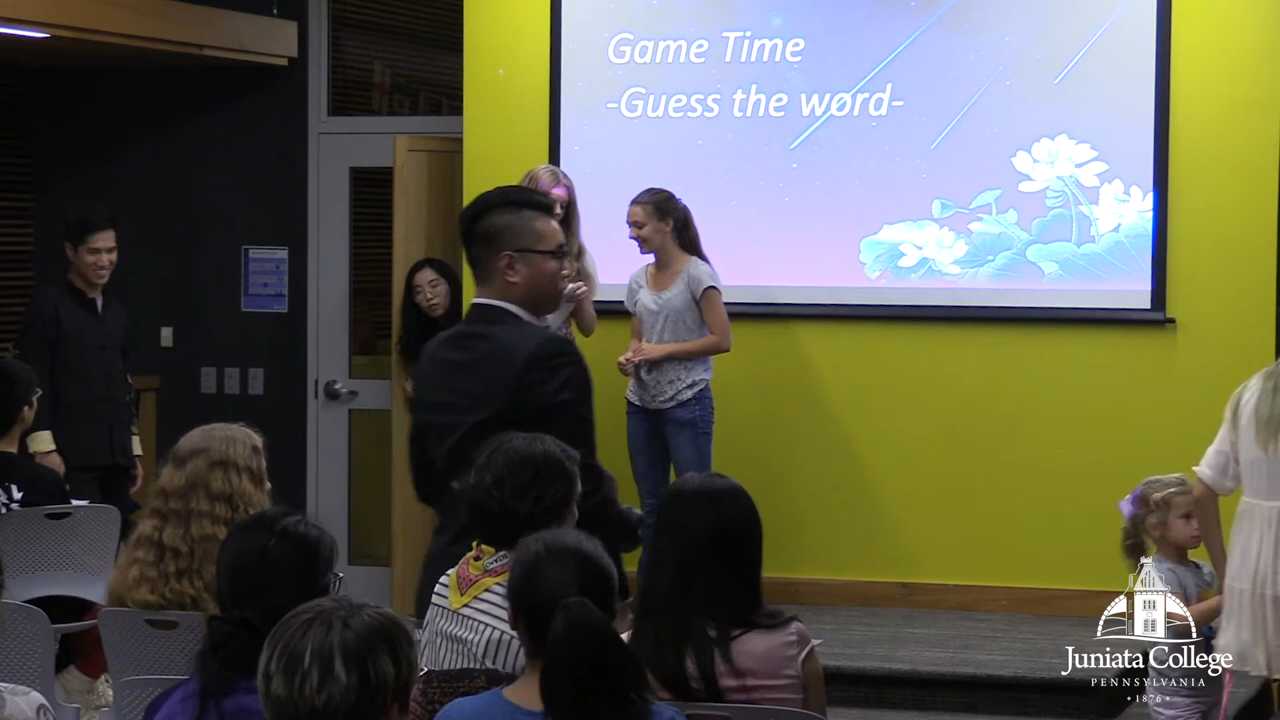 Game Time
-Guess the word-
Juniata College
PENNSYLVANIA
• 1876 •